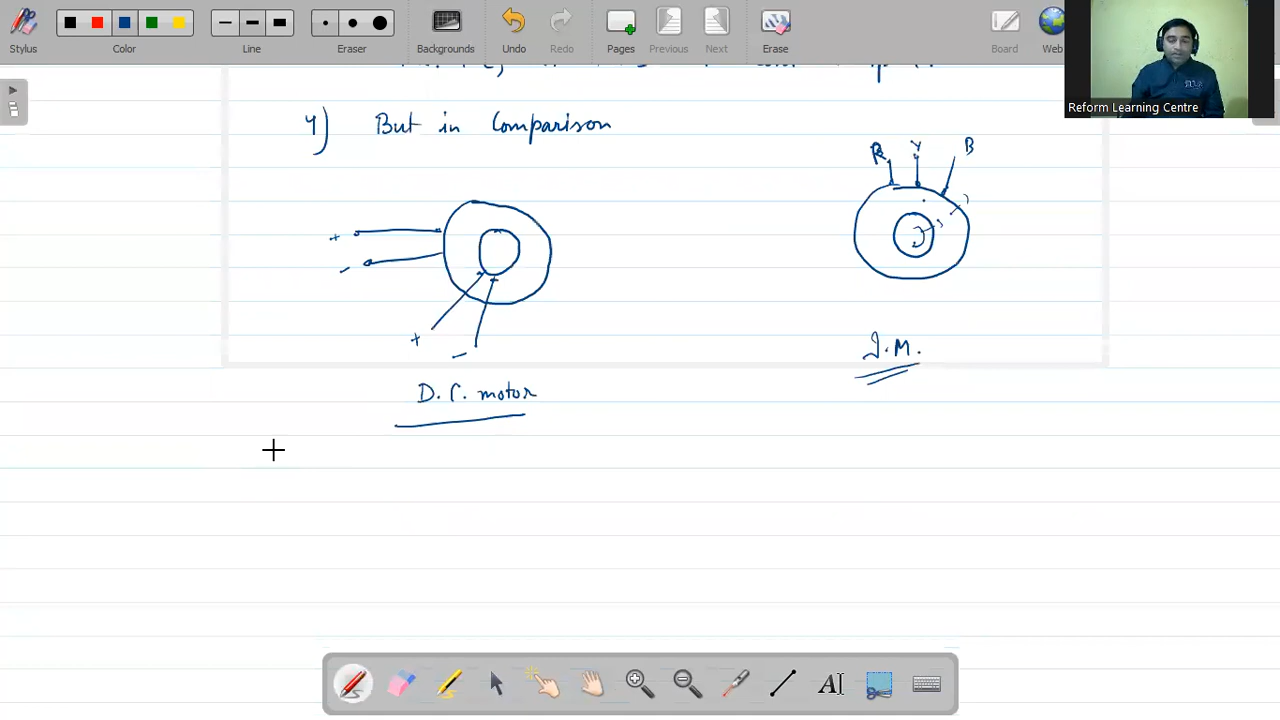 Stylus
Color
Line
Eraser
Backgrounds
Undo
Redo
Pages
Previous
Next
Erase
Board
Web
Reform Learning Centre
4) But in Comparison
R Y B
+
-
+
-
I.M.
D.C. motor